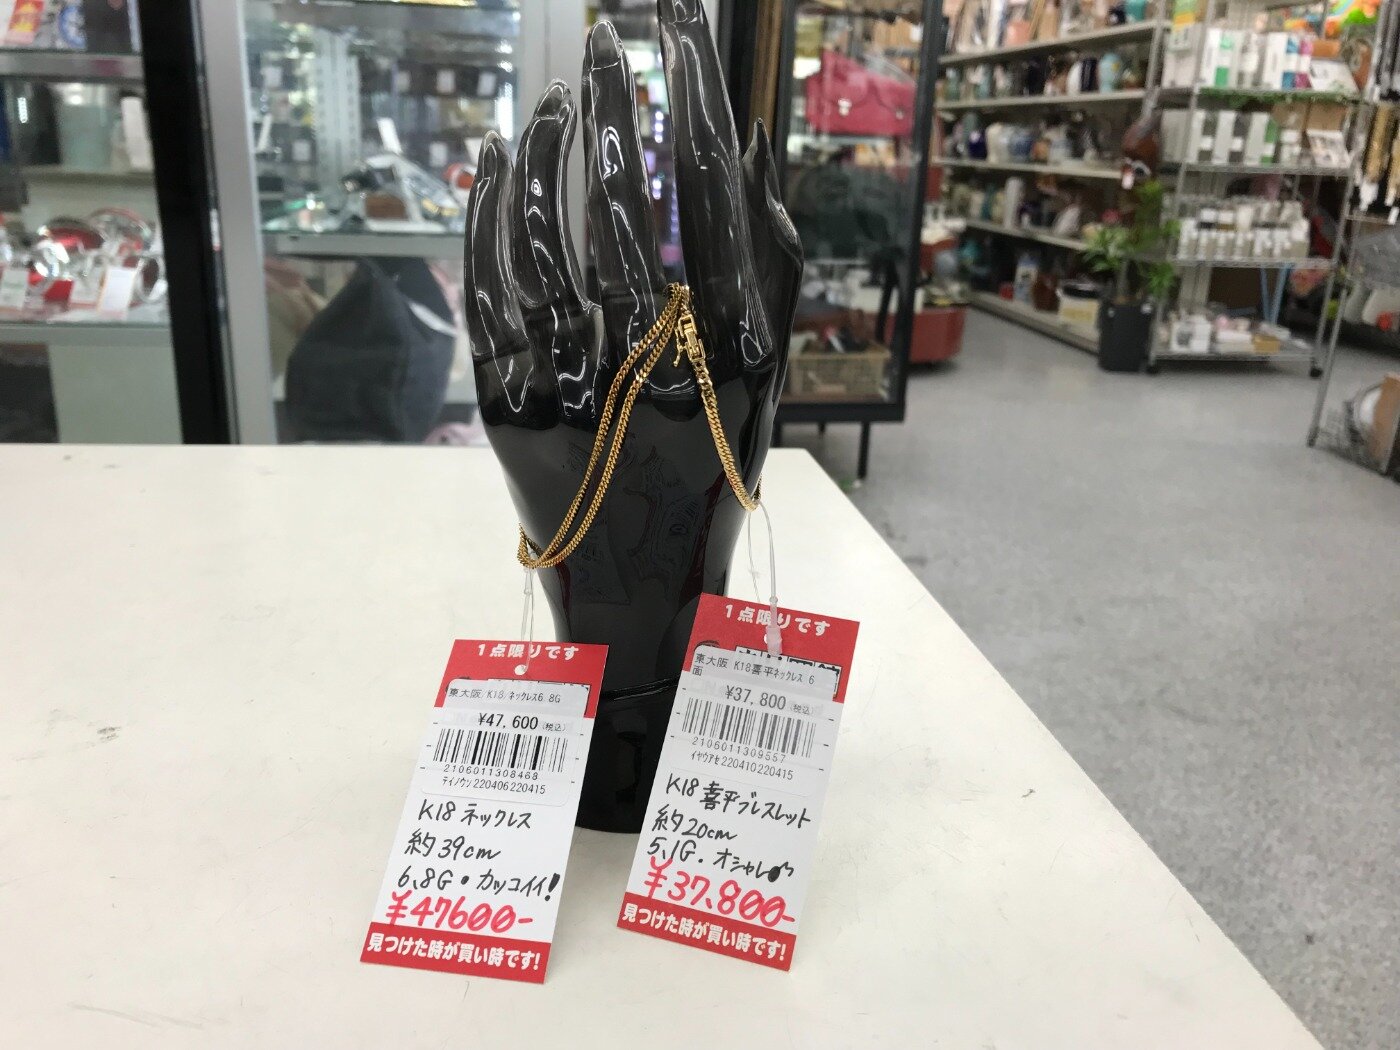 1点限りです
東大阪/K18/ネックレス6.8G
¥47,600(税込)
2106011308468
テイノウシ220406220415
K18 ネックレス
約39cm
6.8G・カッコイイ!
¥47600-
見つけた時が買い時です!
1点限りです
東大阪 K18喜平ネックレス 6
面
¥37,800(税込)
2106011309557
イヤウアセ220410220415
K18 喜平ブレスレット
約20cm
5.1G.オシャレ
¥37,800-
見つけた時が買い時です!